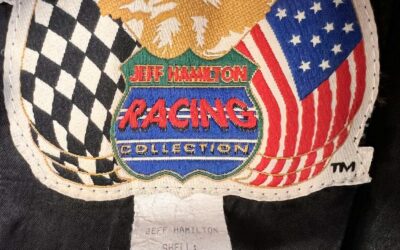 JEFF HAMILTON
RACING
COLLECTION
TM
JEFF HAMILTON
SHELL: